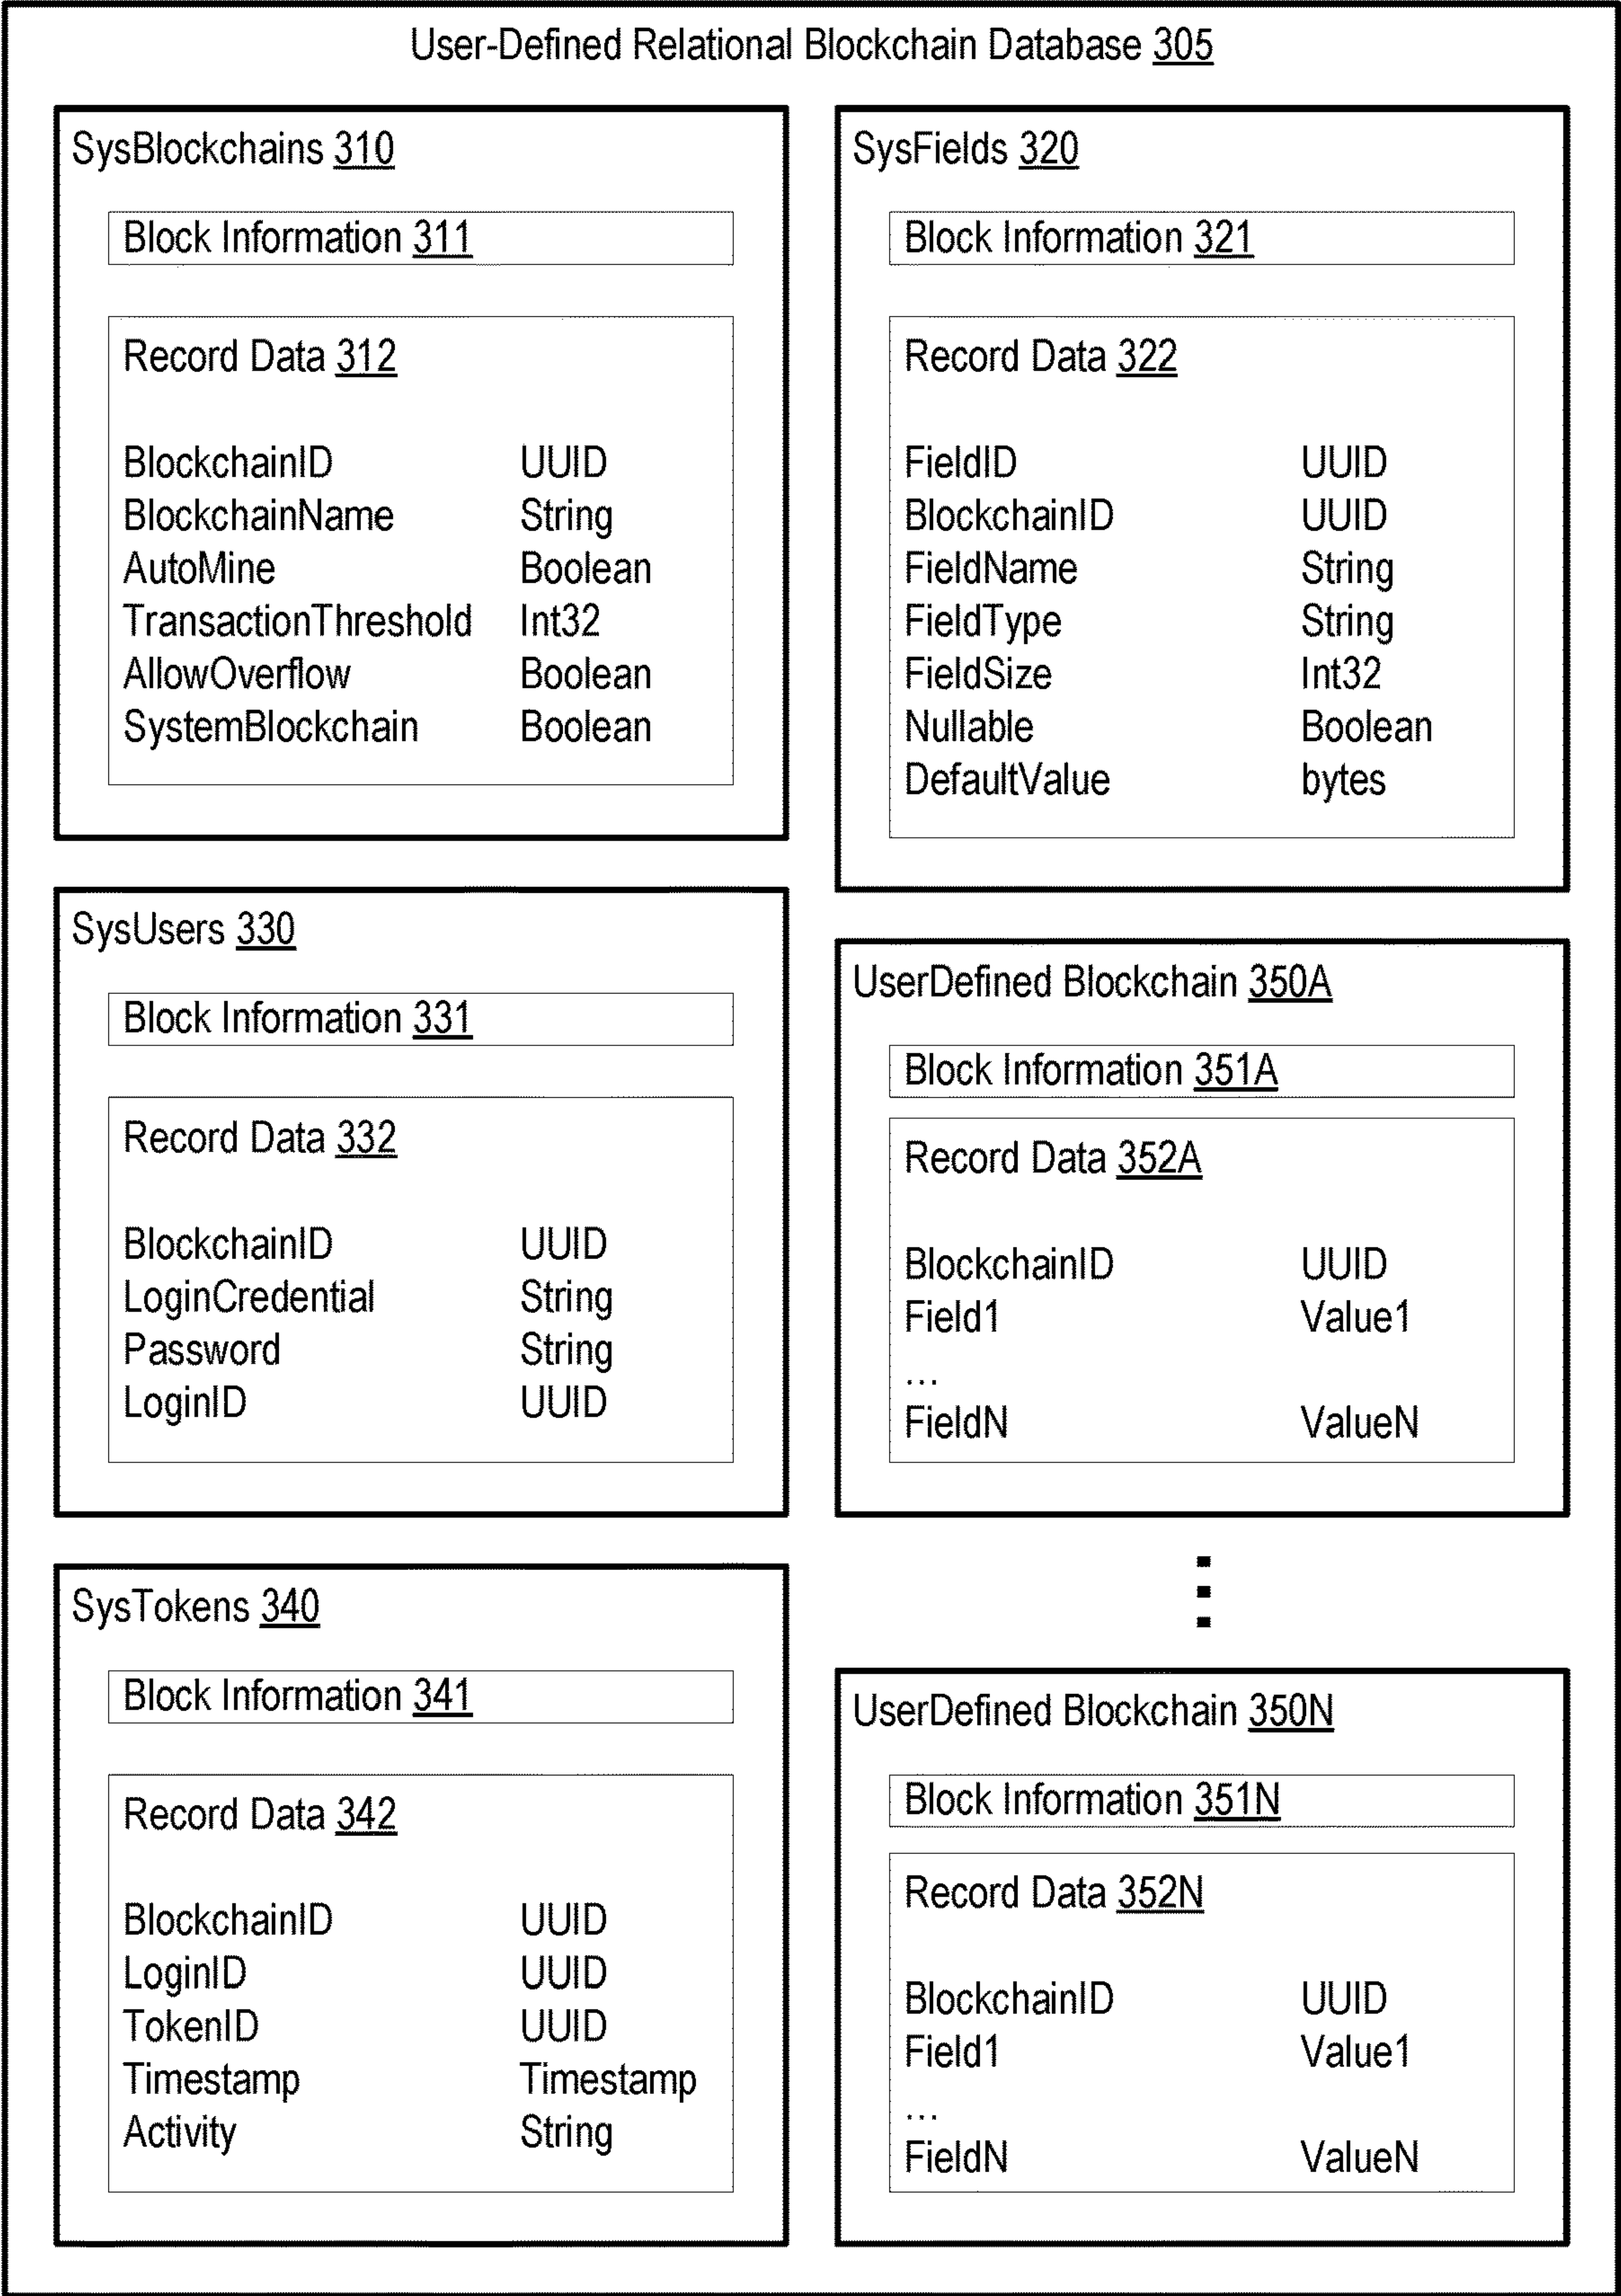 User-Defined Relational Blockchain Database 305
SysBlockchains 310
Block Information 311
Record Data 312
BlockchainID UUID
BlockchainName String
AutoMine Boolean
TransactionThreshold Int32
AllowOverflow Boolean
SystemBlockchain Boolean
SysFields 320
Block Information 321
Record Data 322
FieldID UUID
BlockchainID UUID
FieldName String
FieldType String
FieldSize Int32
Nullable Boolean
DefaultValue bytes
SysUsers 330
Block Information 331
Record Data 332
BlockchainID UUID
LoginCredential String
Password String
LoginID UUID
UserDefined Blockchain 350A
Block Information 351A
Record Data 352A
BlockchainID UUID
Field1 Value1
...
FieldN ValueN
SysTokens 340
Block Information 341
Record Data 342
BlockchainID UUID
LoginID UUID
TokenID UUID
Timestamp Timestamp
Activity String
UserDefined Blockchain 350N
Block Information 351N
Record Data 352N
BlockchainID UUID
Field1 Value1
...
FieldN ValueN